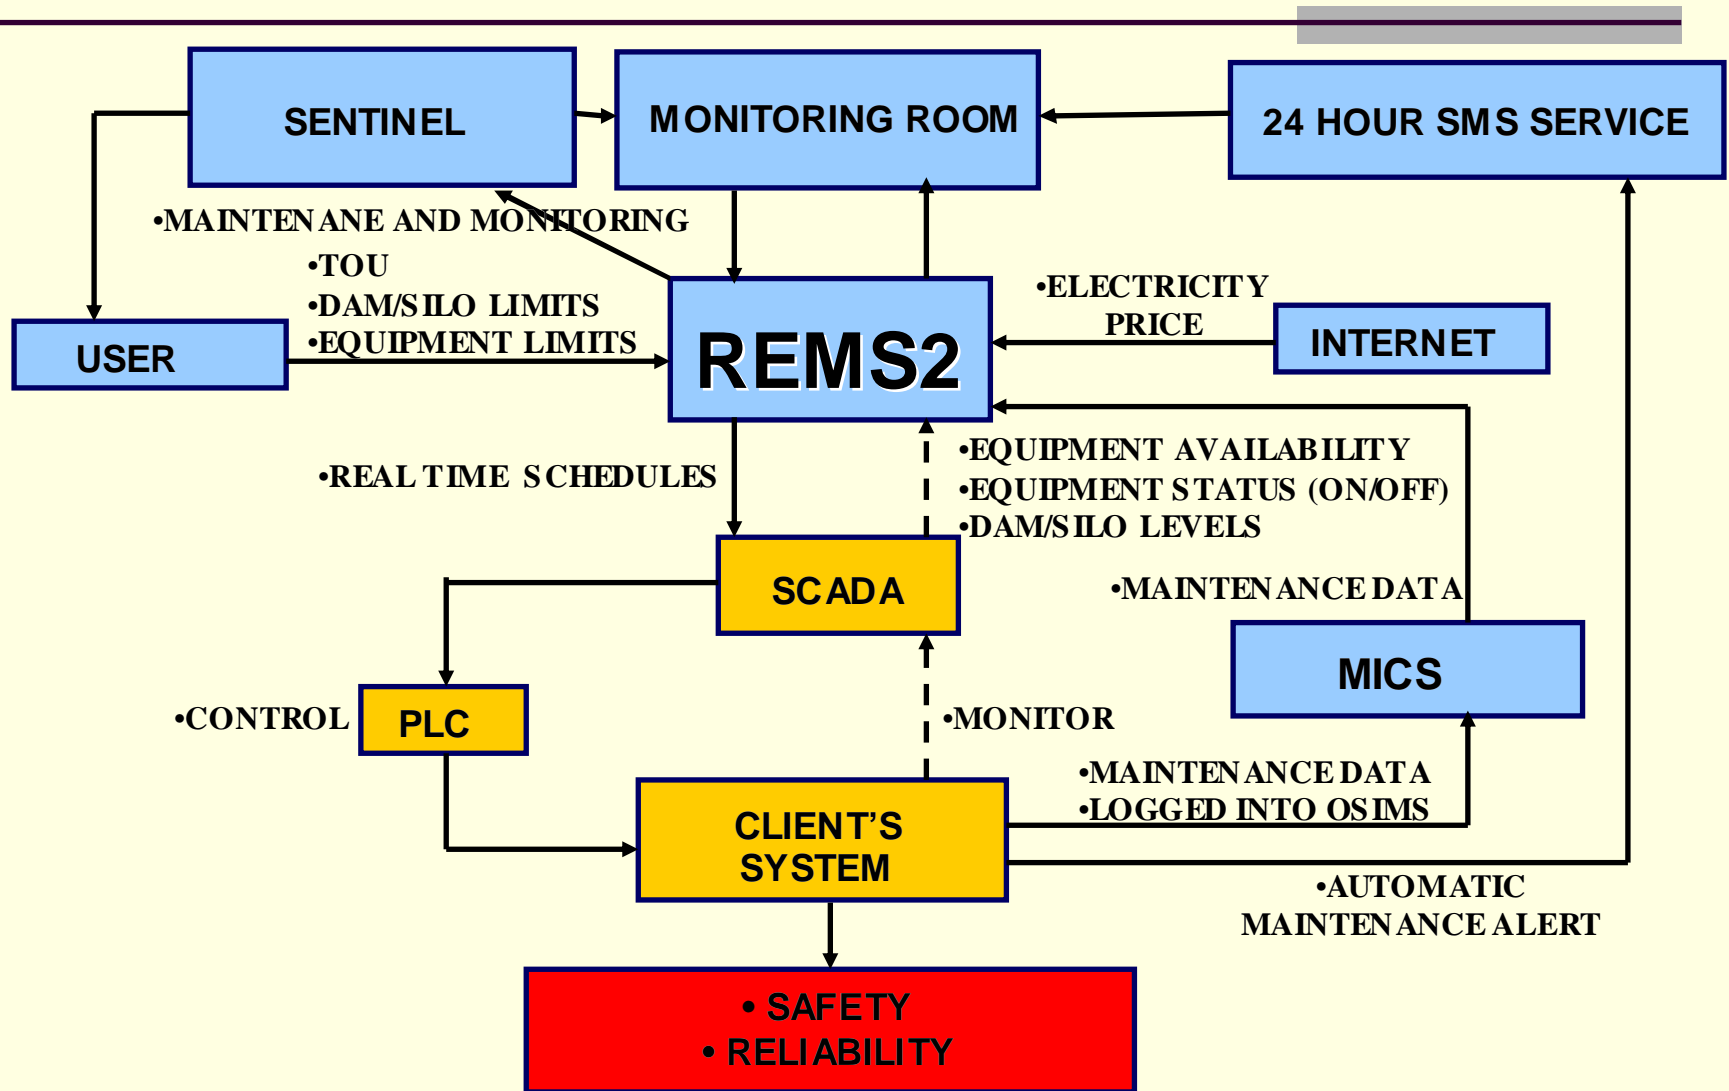 SENTINEL
MONITORING ROOM
24 HOUR SMS SERVICE
•MAINTENANE AND MONITORING
•TOU
•DAM/SILO LIMITS
•EQUIPMENT LIMITS
USER
REMS2
•ELECTRICITY
PRICE
INTERNET
•REAL TIME SCHEDULES
•EQUIPMENT AVAILABILITY
•EQUIPMENT STATUS (ON/OFF)
•DAM/SILO LEVELS
SCADA
•MAINTENANCE DATA
MICS
•CONTROL
PLC
•MONITOR
•MAINTENANCE DATA
•LOGGED INTO OSIMS
CLIENT’S
SYSTEM
•AUTOMATIC
MAINTENANCE ALERT
• SAFETY
• RELIABILITY